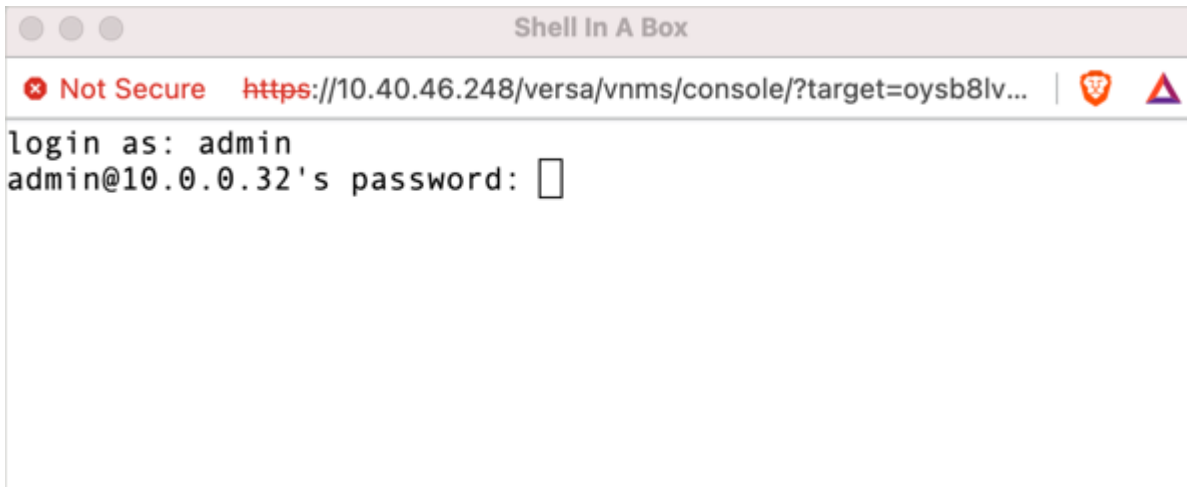 Shell In A Box
Not Secure https://10.40.46.248/versa/vnms/console/?target=oysb8lv...
login as: admin
admin@10.0.0.32's password: